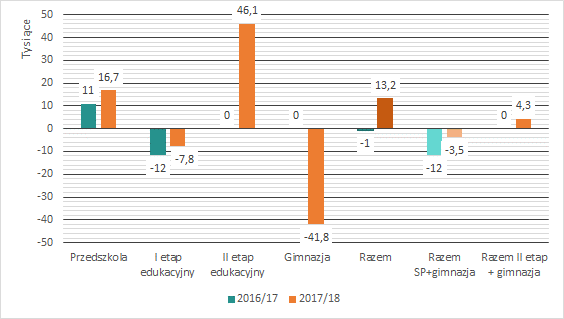 Tysiące
50
40
30
20
10
0
-10
-20
-30
-40
-50
11
16,7
-12
-7,8
0
46,1
0
-41,8
-1
13,2
-12
-3,5
0
4,3
Przedszkola
I etap
edukacyjny
II etap
edukacyjny
Gimnazja
Razem
Razem
SP+gimnazja
Razem II etap
+ gimnazja
2016/17
2017/18